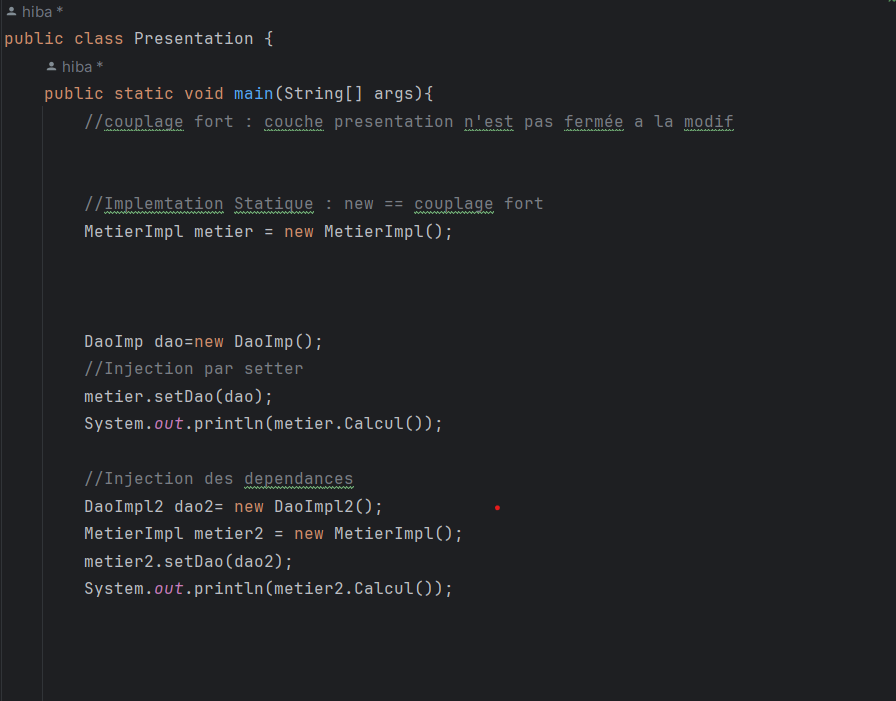 hiba *
public class Presentation {
hiba *
public static void main(String[] args){
//couplage fort : couche presentation n'est pas fermée a la modif
//Implemtation Statique : new == couplage fort
MetierImpl metier = new MetierImpl();
DaoImp dao=new DaoImp();
//Injection par setter
metier.setDao(dao);
System.out.println(metier.Calcul());
//Injection des dependances
DaoImpl2 dao2= new DaoImpl2();
MetierImpl metier2 = new MetierImpl();
metier2.setDao(dao2);
System.out.println(metier2.Calcul());